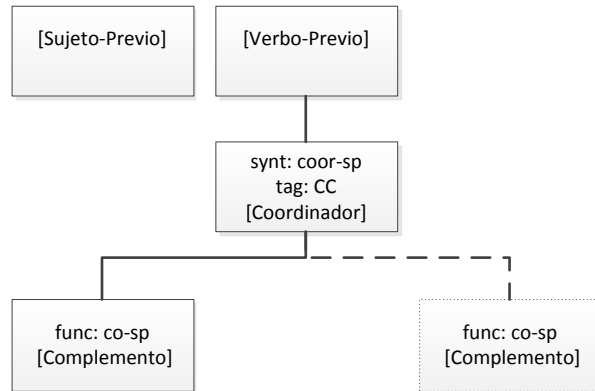 [Sujeto-Previo]
[Verbo-Previo]
synt: coor-sp
tag: CC
[Coordinador]
func: co-sp
[Complemento]
func: co-sp
[Complemento]